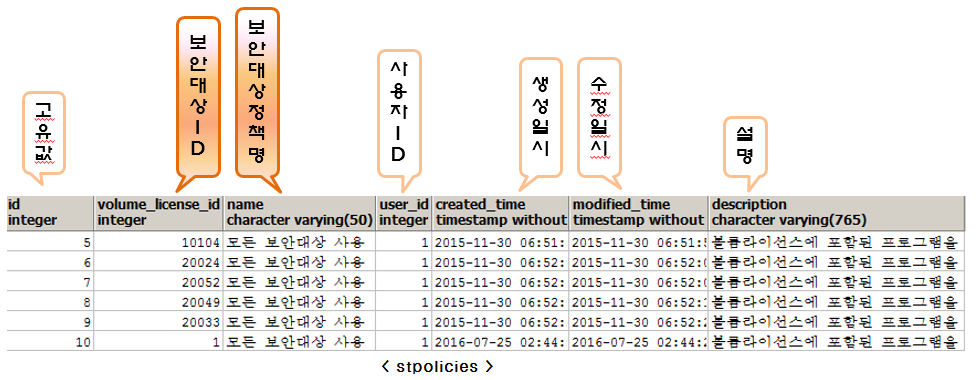 고유값
보안대상ID
보안대상정책명
사용자ID
생성일시
수정일시
설명
id volume_license_id name user_id created_time modified_time description
integer integer character varying(50) integer timestamp without timestamp without character varying(765)
5 10104 모든 보안대상 사용 1 2015-11-30 06:51: 2015-11-30 06:51:5 볼륨라이선스에 포함된 프로그램을
6 20024 모든 보안대상 사용 1 2015-11-30 06:52: 2015-11-30 06:52:0 볼륨라이선스에 포함된 프로그램을
7 20052 모든 보안대상 사용 1 2015-11-30 06:52: 2015-11-30 06:52:0 볼륨라이선스에 포함된 프로그램을
8 20049 모든 보안대상 사용 1 2015-11-30 06:52: 2015-11-30 06:52:1 볼륨라이선스에 포함된 프로그램을
9 20033 모든 보안대상 사용 1 2015-11-30 06:52: 2015-11-30 06:52:2 볼륨라이선스에 포함된 프로그램을
10 1 모든 보안대상 사용 1 2016-07-25 02:44: 2016-07-25 02:44:2 볼륨라이선스에 포함된 프로그램을
< stpolicies >